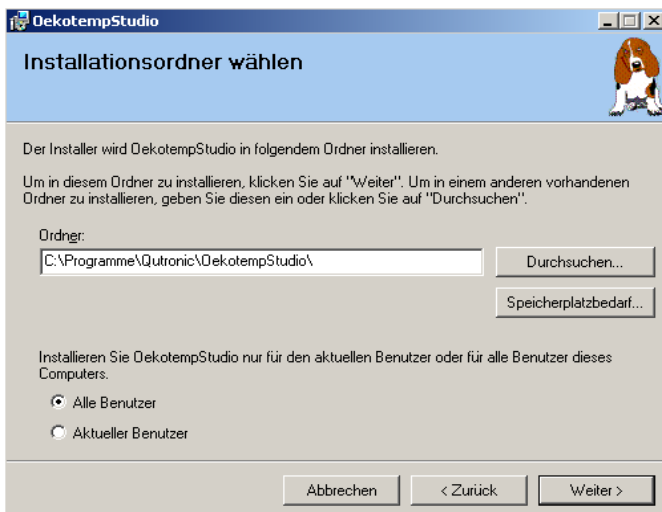 OekotempStudio
Installationsordner wählen
Der Installer wird OekotempStudio in folgendem Ordner installieren.
Um in diesem Ordner zu installieren, klicken Sie auf "Weiter". Um in einem anderen vorhandenen
Ordner zu installieren, geben Sie diesen ein oder klicken Sie auf "Durchsuchen".
Ordner:
C:\Programme\Qutronic\OekotempStudio\
Durchsuchen...
Speicherplatzbedarf...
Installieren Sie OekotempStudio nur für den aktuellen Benutzer oder für alle Benutzer dieses
Computers.
Alle Benutzer
Aktueller Benutzer
Abbrechen
< Zurück
Weiter >